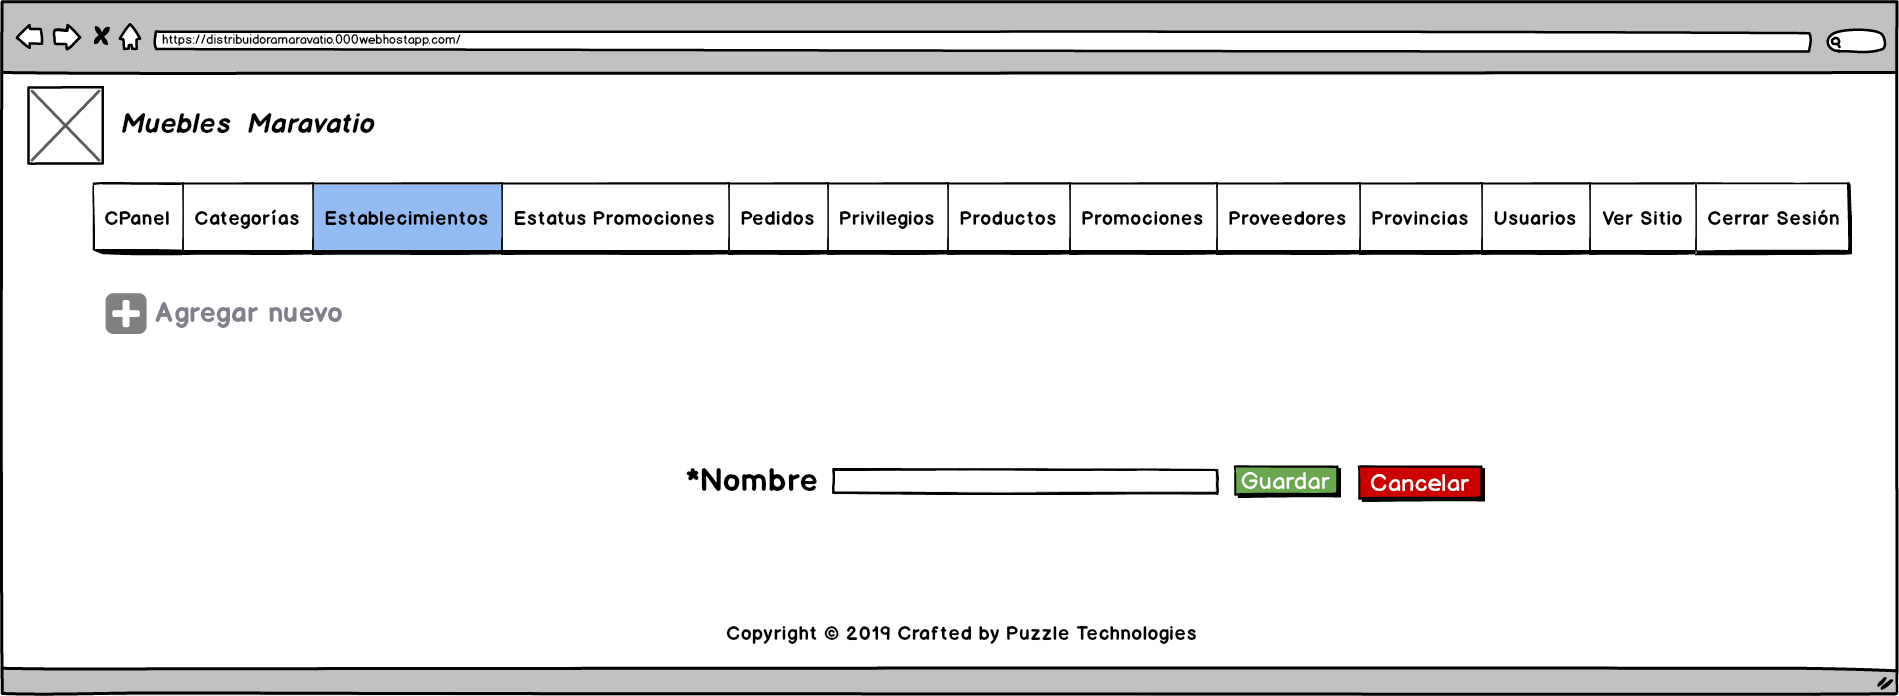 https://distribuidoramaravatio.000webhostapp.com/
Muebles Maravatio
CPanel Categorías Establecimientos Estatus Promociones Pedidos Privilegios Productos Promociones Proveedores Provincias Usuarios Ver Sitio Cerrar Sesión
Agregar nuevo
*Nombre Guardar Cancelar
Copyright © 2019 Crafted by Puzzle Technologies